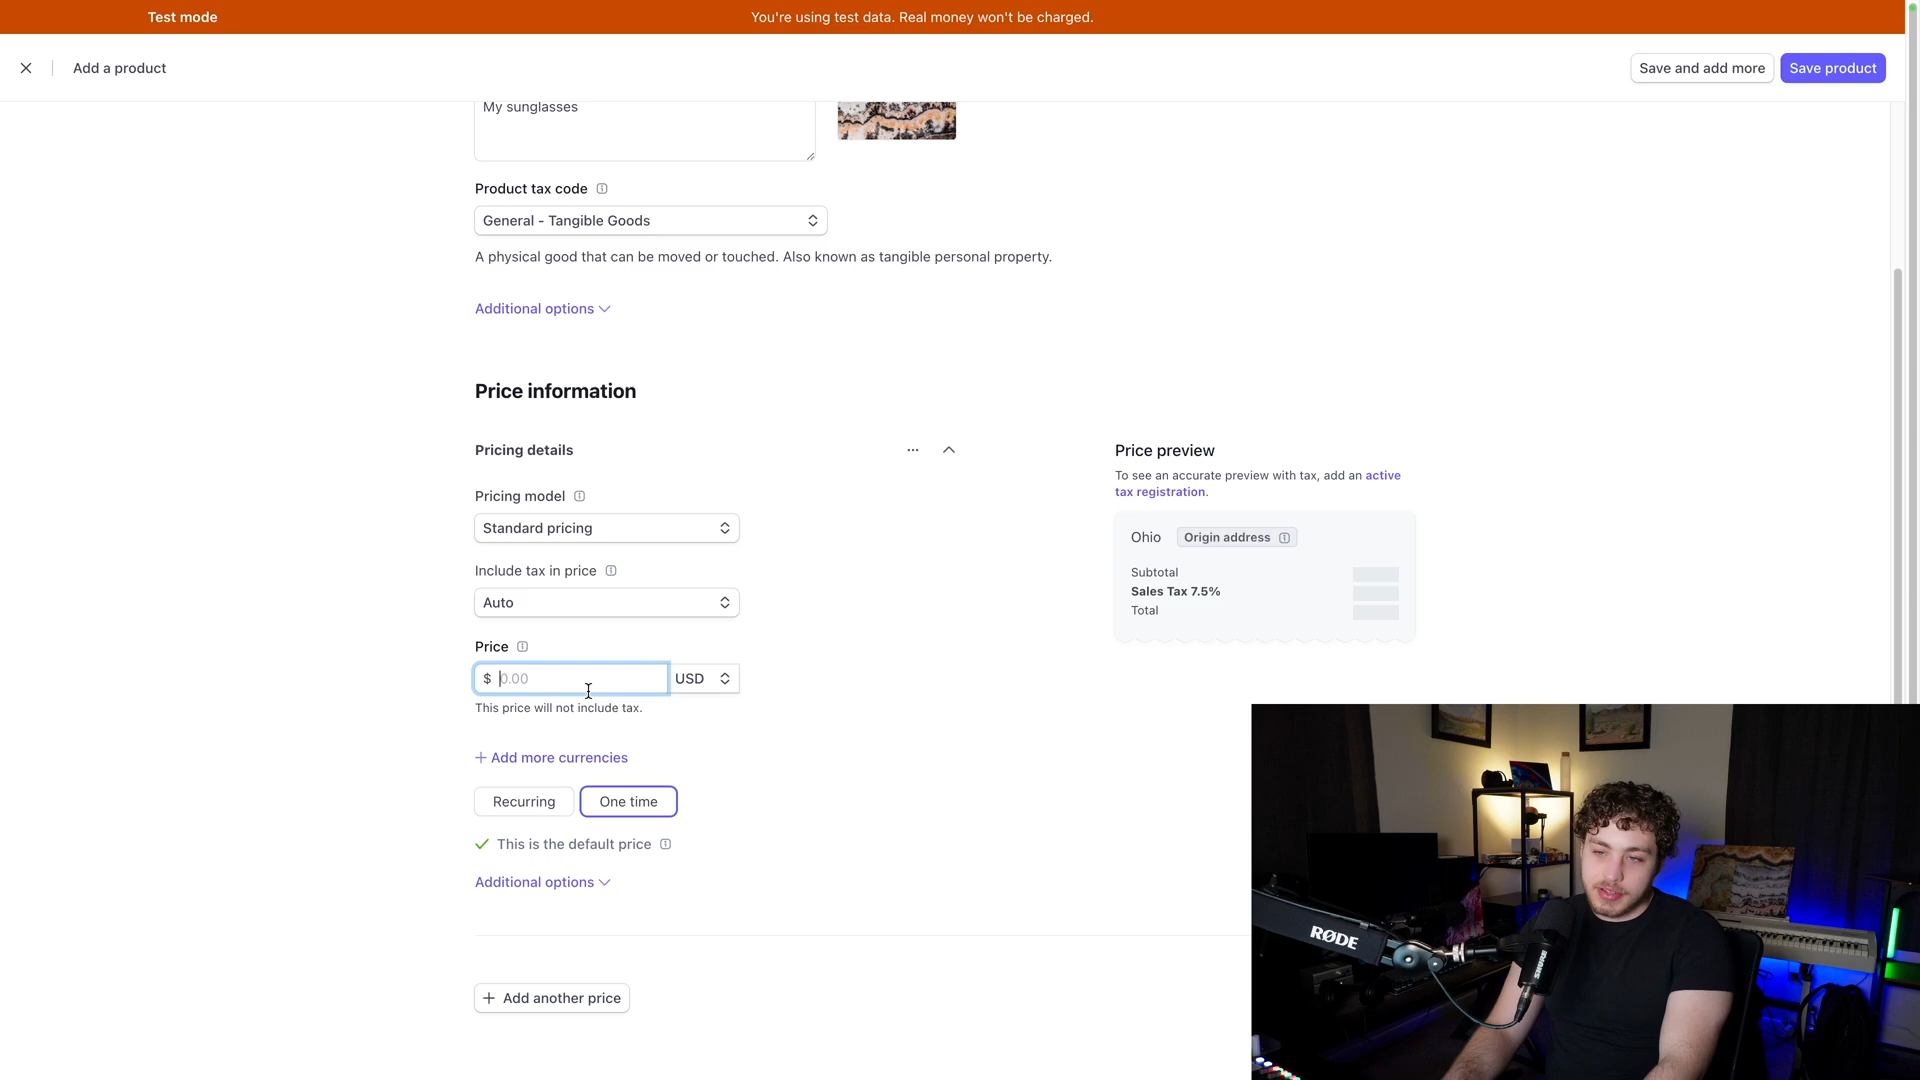 Test mode
You're using test data. Real money won't be charged.
Add a product
Save and add more
Save product
My sunglasses
Product tax code
General - Tangible Goods
A physical good that can be moved or touched. Also known as tangible personal property.
Additional options
Price information
Pricing details
Pricing model
Standard pricing
Include tax in price
Auto
Price
$ 0.00
USD
This price will not include tax.
+ Add more currencies
Recurring
One time
This is the default price
Additional options
+ Add another price
Price preview
To see an accurate preview with tax, add an active
tax registration.
Ohio
Origin address
Subtotal
Sales Tax 7.5%
Total
RØDE
SHURE